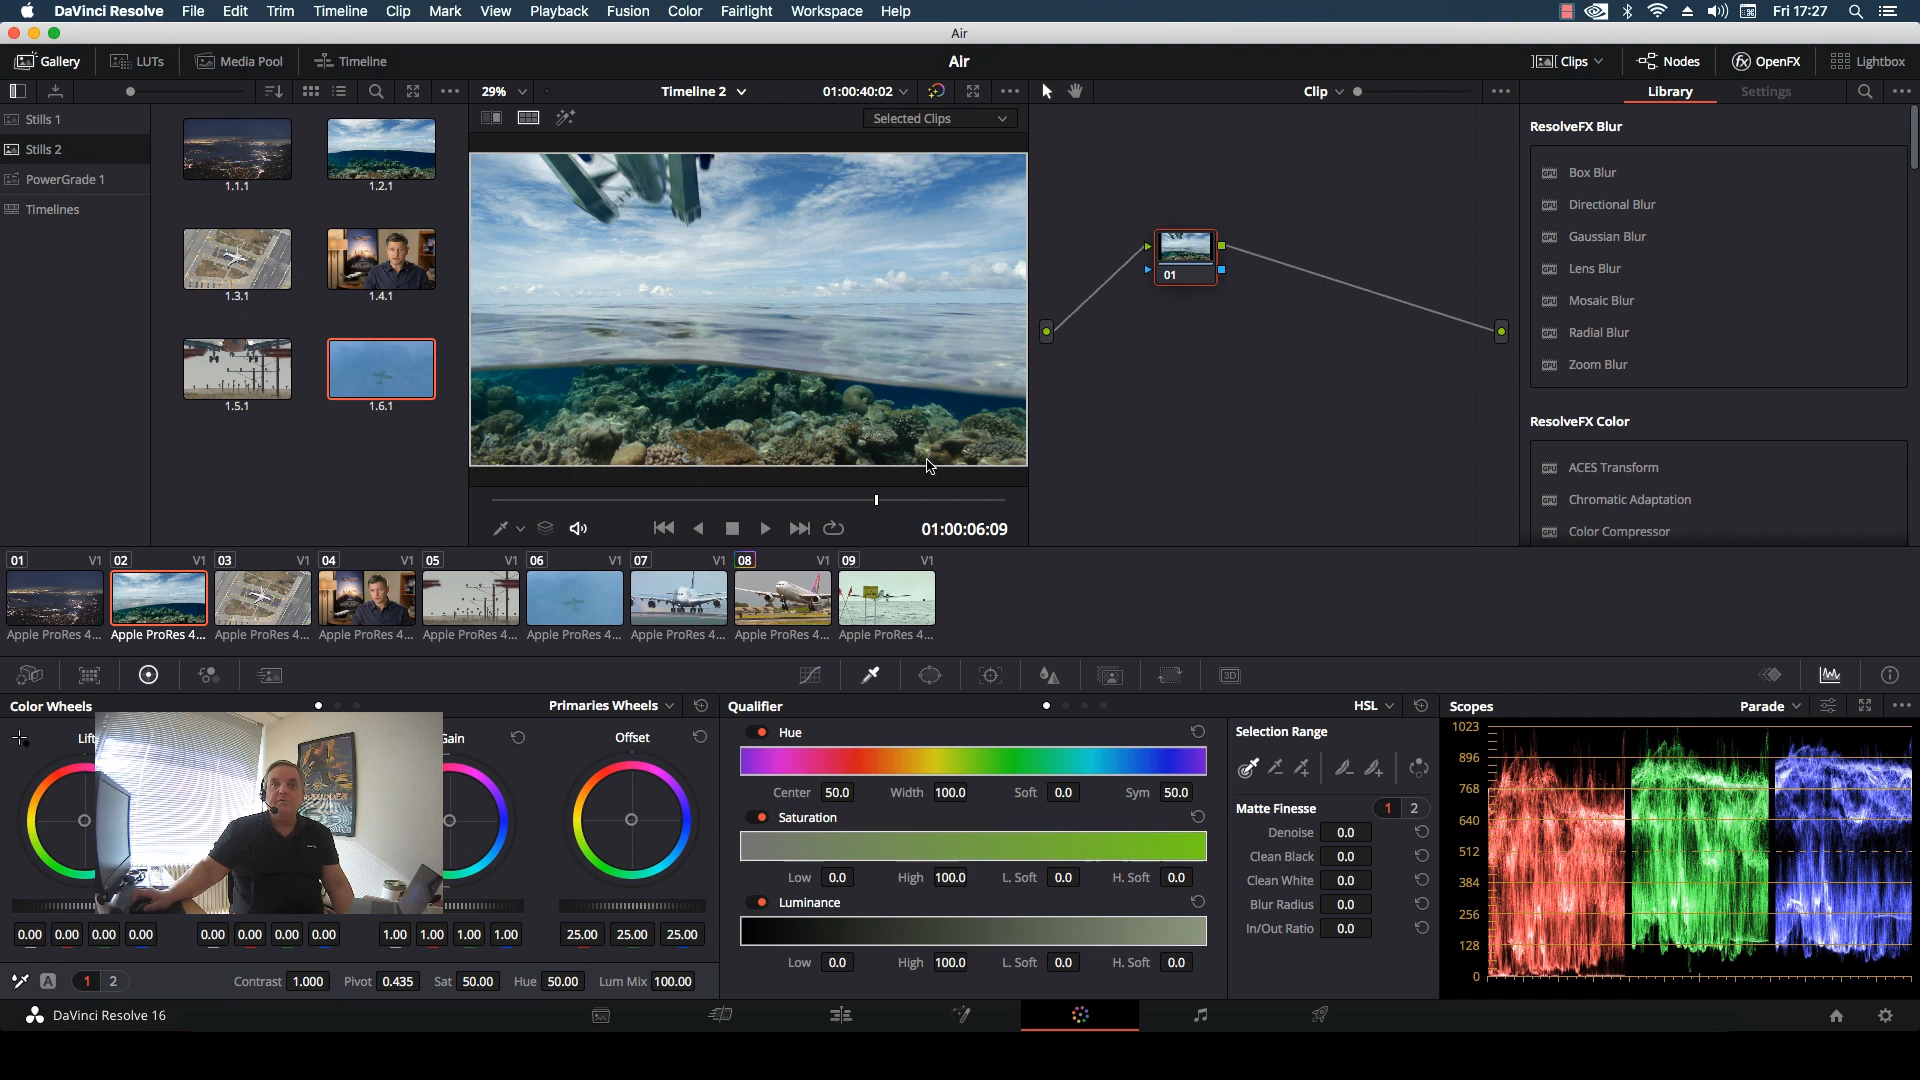 DaVinci Resolve File Edit Trim Timeline Clip Mark View Playback Fusion Color Fairlight Workspace Help Fri 17:27
Air
Gallery LUTs Media Pool Timeline Air Clips Nodes OpenFX Lightbox
29% Timeline 2 01:00:40:02 Clip Library Settings
Selected Clips
Stills 1
Stills 2
PowerGrade 1
Timelines
1.1.1 1.2.1
1.3.1 1.4.1
1.5.1 1.6.1
01
ResolveFX Blur
Box Blur
Directional Blur
Gaussian Blur
Lens Blur
Mosaic Blur
Radial Blur
Zoom Blur
ResolveFX Color
ACES Transform
Chromatic Adaptation
Color Compressor
01:00:06:09
01 V1 02 V1 03 V1 04 V1 05 V1 06 V1 07 V1 08 V1 09 V1
Apple ProRes 4... Apple ProRes 4... Apple ProRes 4... Apple ProRes 4... Apple ProRes 4... Apple ProRes 4... Apple ProRes 4... Apple ProRes 4... Apple ProRes 4...
3D
Color Wheels Primaries Wheels
Lift Gain Offset
0.00 0.00 0.00 0.00 0.00 0.00 0.00 0.00 1.00 1.00 1.00 1.00 25.00 25.00 25.00
A 1 2 Contrast 1.000 Pivot 0.435 Sat 50.00 Hue 50.00 Lum Mix 100.00
Qualifier HSL
Hue
Center 50.0 Width 100.0 Soft 0.0 Sym 50.0
Saturation
Low 0.0 High 100.0 L. Soft 0.0 H. Soft 0.0
Luminance
Low 0.0 High 100.0 L. Soft 0.0 H. Soft 0.0
Selection Range
Matte Finesse 1 2
Denoise 0.0
Clean Black 0.0
Clean White 0.0
Blur Radius 0.0
In/Out Ratio 0.0
Scopes Parade
1023
896
768
640
512
384
256
128
0
DaVinci Resolve 16